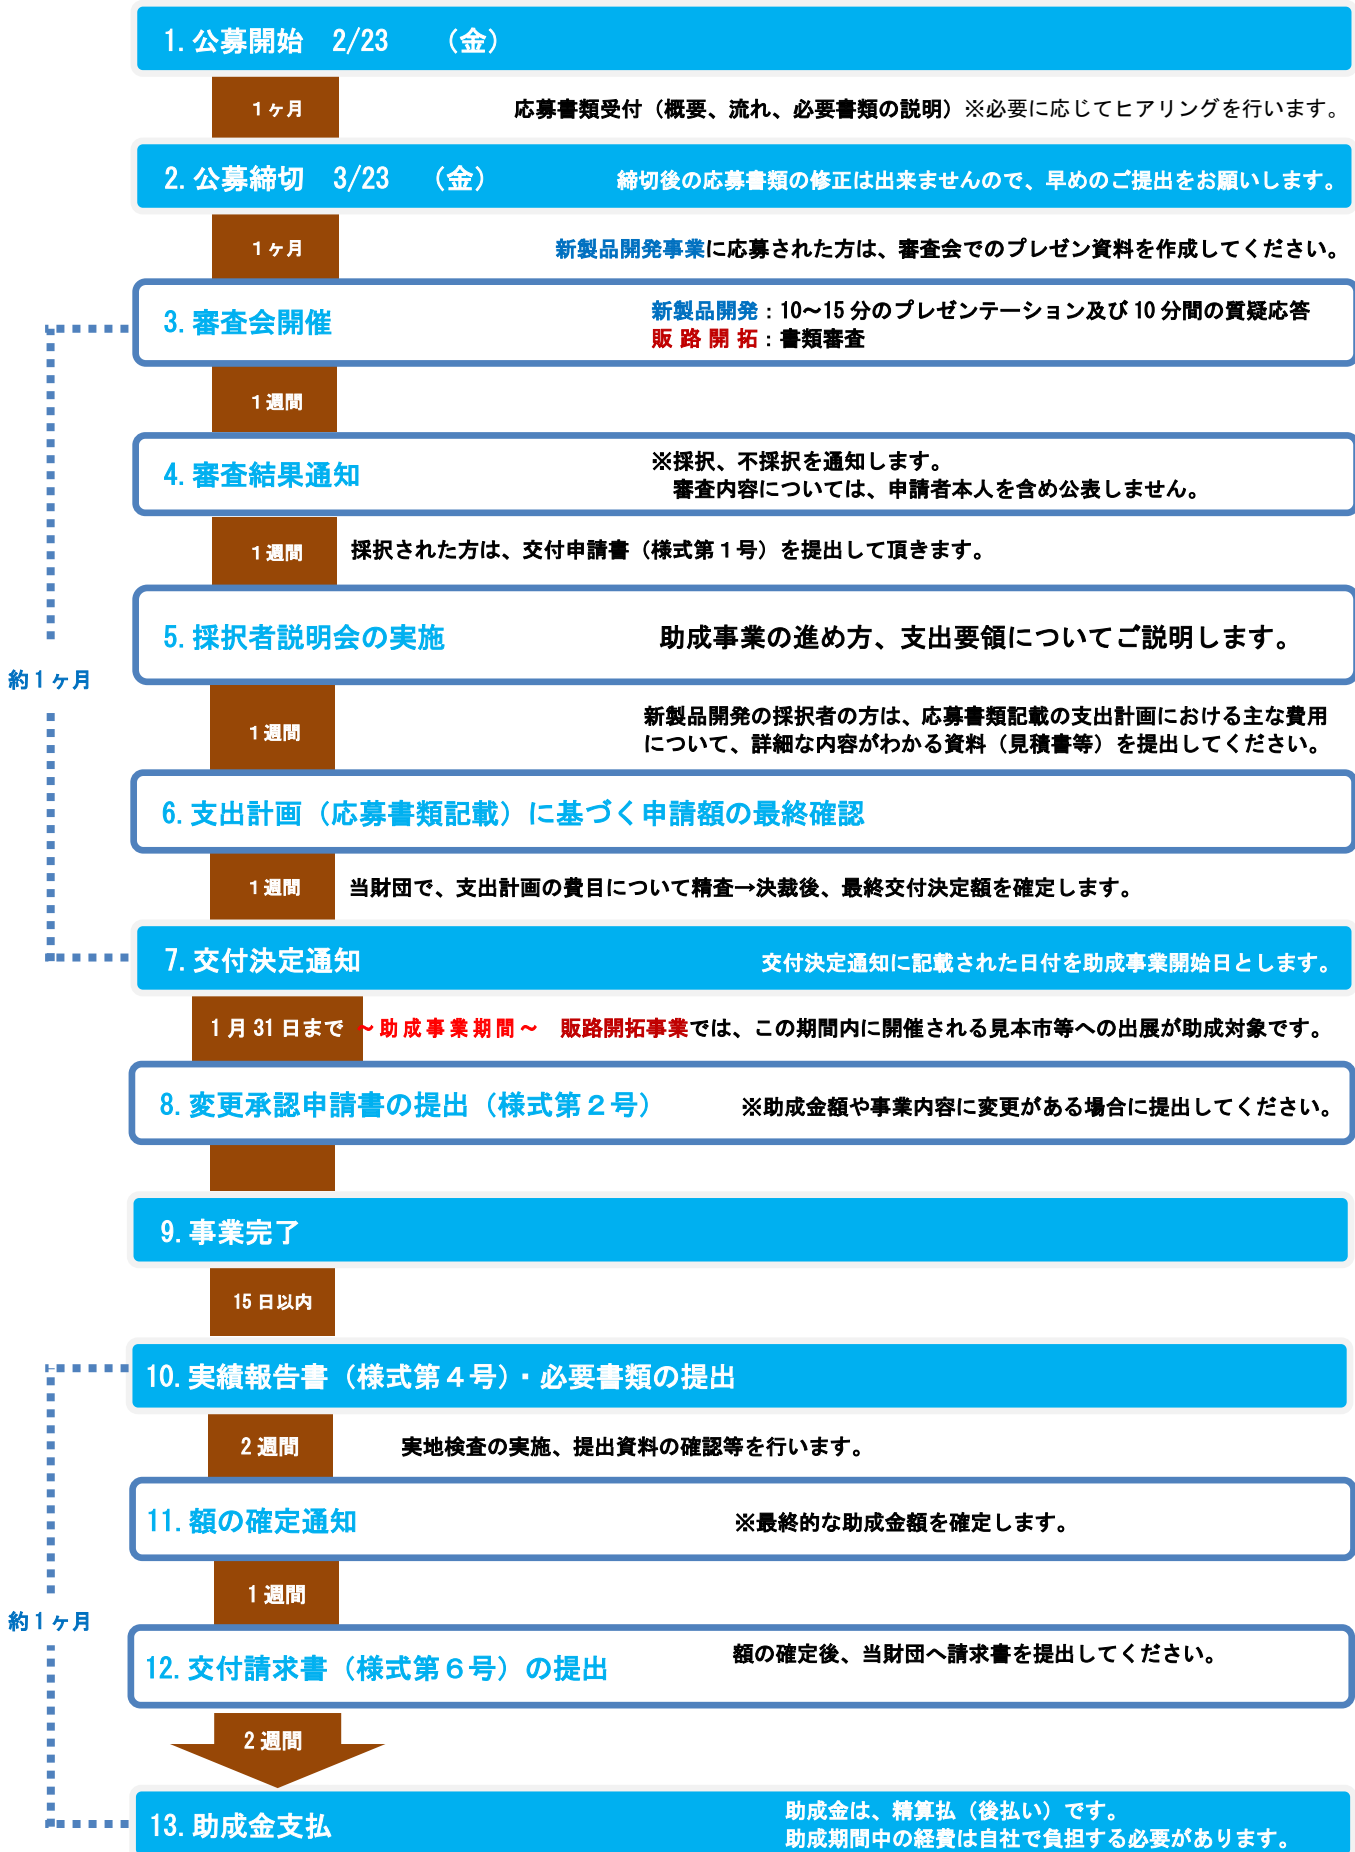 1. 公募開始　2/23　（金）
1ヶ月
応募書類受付（概要、流れ、必要書類の説明）※必要に応じてヒアリングを行います。
2. 公募締切　3/23　（金）
締切後の応募書類の修正は出来ませんので、早めのご提出をお願いします。
1ヶ月
新製品開発事業に応募された方は、審査会でのプレゼン資料を作成してください。
3. 審査会開催
新製品開発：10～15分のプレゼンテーション及び10分間の質疑応答
販路開拓：書類審査
1週間
4. 審査結果通知
※採択、不採択を通知します。
審査内容については、申請者本人を含め公表しません。
1週間
採択された方は、交付申請書（様式第１号）を提出して頂きます。
5. 採択者説明会の実施
助成事業の進め方、支出要領についてご説明します。
約1ヶ月
1週間
新製品開発の採択者の方は、応募書類記載の支出計画における主な費用
について、詳細な内容がわかる資料（見積書等）を提出してください。
6. 支出計画（応募書類記載）に基づく申請額の最終確認
1週間
当財団で、支出計画の費目について精査→決裁後、最終交付決定額を確定します。
7. 交付決定通知
交付決定通知に記載された日付を助成事業開始日とします。
1月31日まで
～助成事業期間～　販路開拓事業では、この期間内に開催される見本市等への出展が助成対象です。
8. 変更承認申請書の提出（様式第２号）
※助成金額や事業内容に変更がある場合に提出してください。
9. 事業完了
15日以内
10. 実績報告書（様式第４号）・必要書類の提出
2週間
実地検査の実施、提出資料の確認等を行います。
11. 額の確定通知
※最終的な助成金額を確定します。
1週間
約1ヶ月
12. 交付請求書（様式第６号）の提出
額の確定後、当財団へ請求書を提出してください。
2週間
13. 助成金支払
助成金は、精算払（後払い）です。
助成期間中の経費は自社で負担する必要があります。